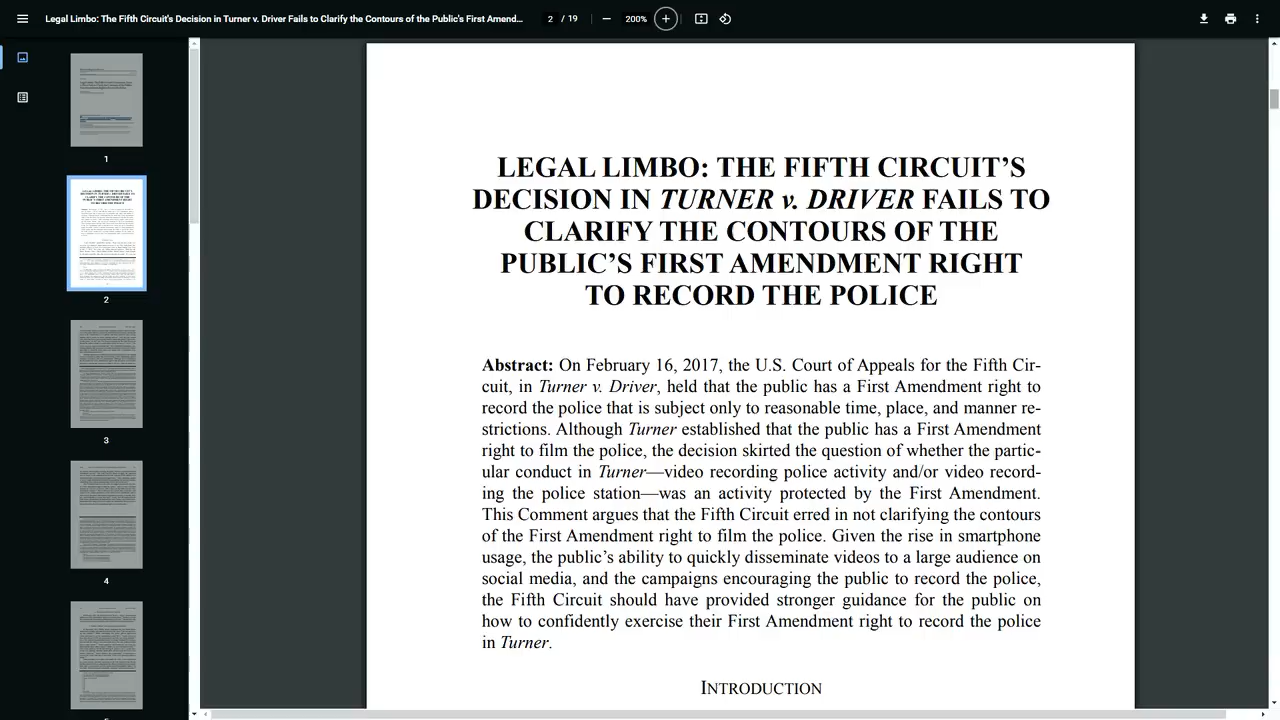 Legal Limbo: The Fifth Circuit's Decision in Turner v. Driver Fails to Clarify the Contours of the Public's First Amend...
2 / 19
200%
1
2
3
4
LEGAL LIMBO: THE FIFTH CIRCUIT'S
DECISION IN TURNER v. DRIVER FAILS TO
CLARIFY THE CONTOURS OF THE
PUBLIC'S FIRST AMENDMENT RIGHT
TO RECORD THE POLICE
Abstract: On February 16, 2017, the U.S. Court of Appeals for the Fifth Cir-
cuit, in Turner v. Driver, held that the public has a First Amendment right to
record the police that is subject only to reasonable time, place, and manner re-
strictions. Although Turner established that the public has a First Amendment
right to film the police, the decision skirted the question of whether the partic-
ular conduct in Turner—video recording police activity and/or video record-
ing the police station—was an activity protected by the First Amendment.
This Comment argues that the Fifth Circuit erred in not clarifying the contours
of the First Amendment right to film the police. Given the rise in smartphone
usage, the public's ability to quickly disseminate videos to a large audience on
social media, and the campaigns encouraging the public to record the police,
the Fifth Circuit should have provided stronger guidance for the public on
how to confidently exercise their First Amendment right to record the police
in Turner.
INTRODUCTION